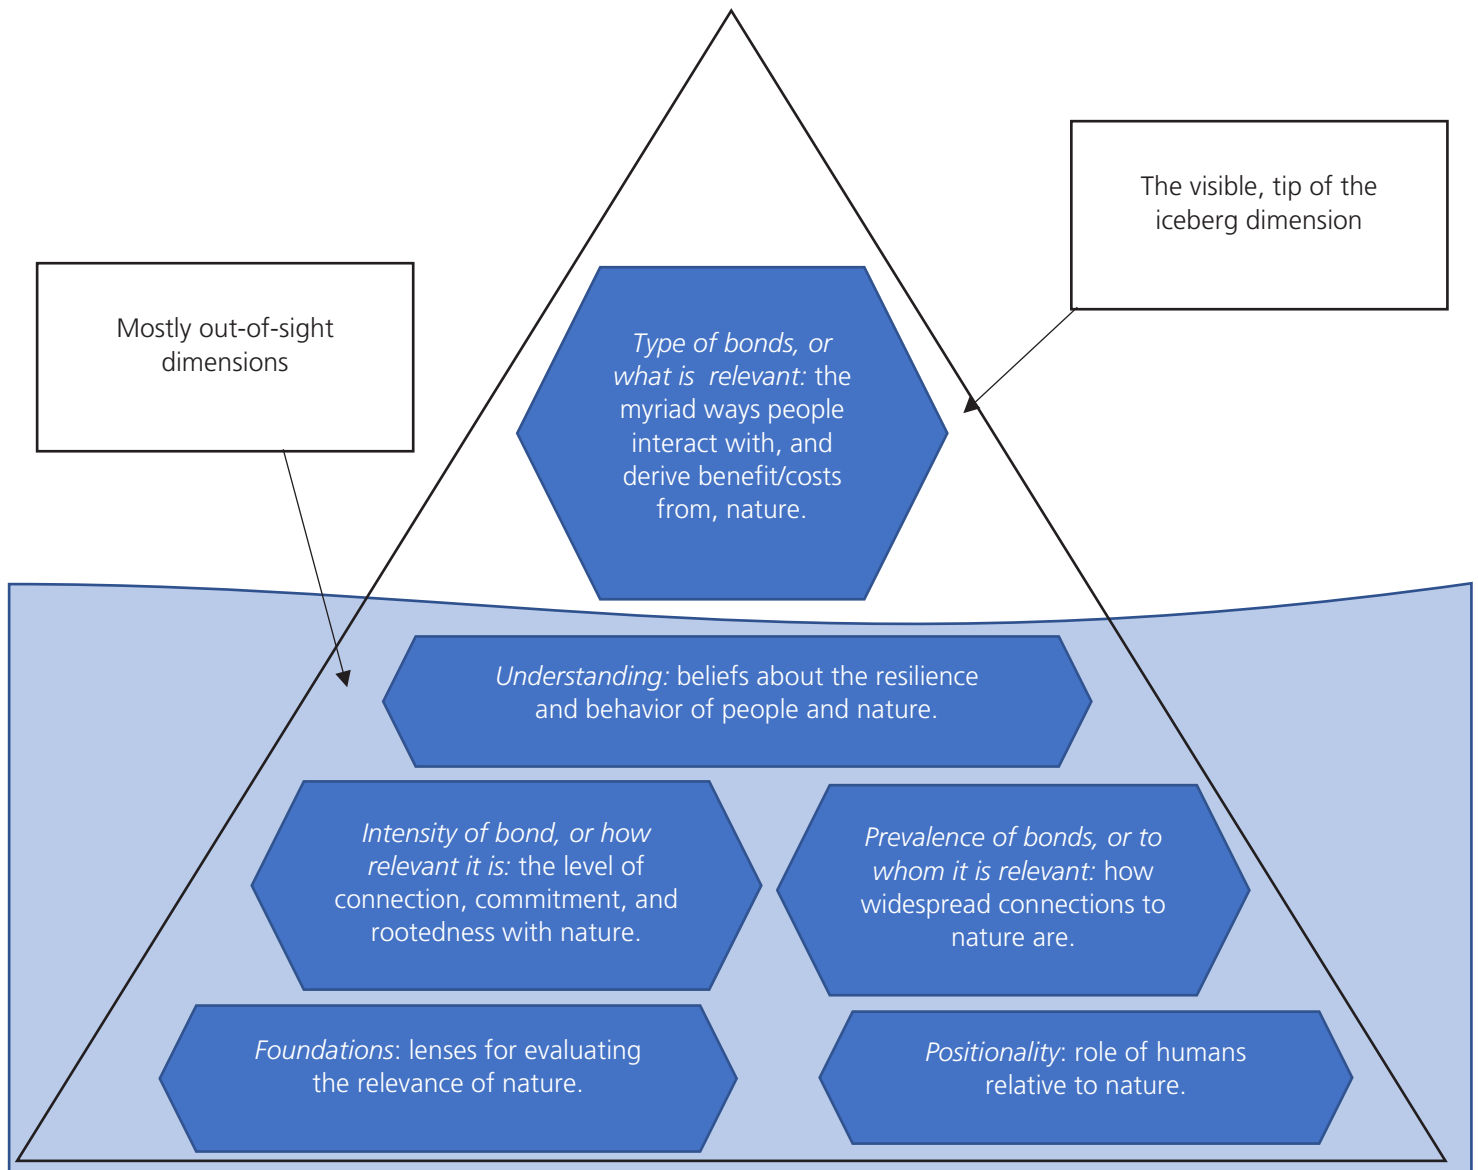 The visible, tip of the
iceberg dimension
Mostly out-of-sight
dimensions
Type of bonds, or
what is relevant: the
myriad ways people
interact with, and
derive benefit/costs
from, nature.
Understanding: beliefs about the resilience
and behavior of people and nature.
Intensity of bond, or how
relevant it is: the level of
connection, commitment, and
rootedness with nature.
Prevalence of bonds, or to
whom it is relevant: how
widespread connections to
nature are.
Foundations: lenses for evaluating
the relevance of nature.
Positionality: role of humans
relative to nature.